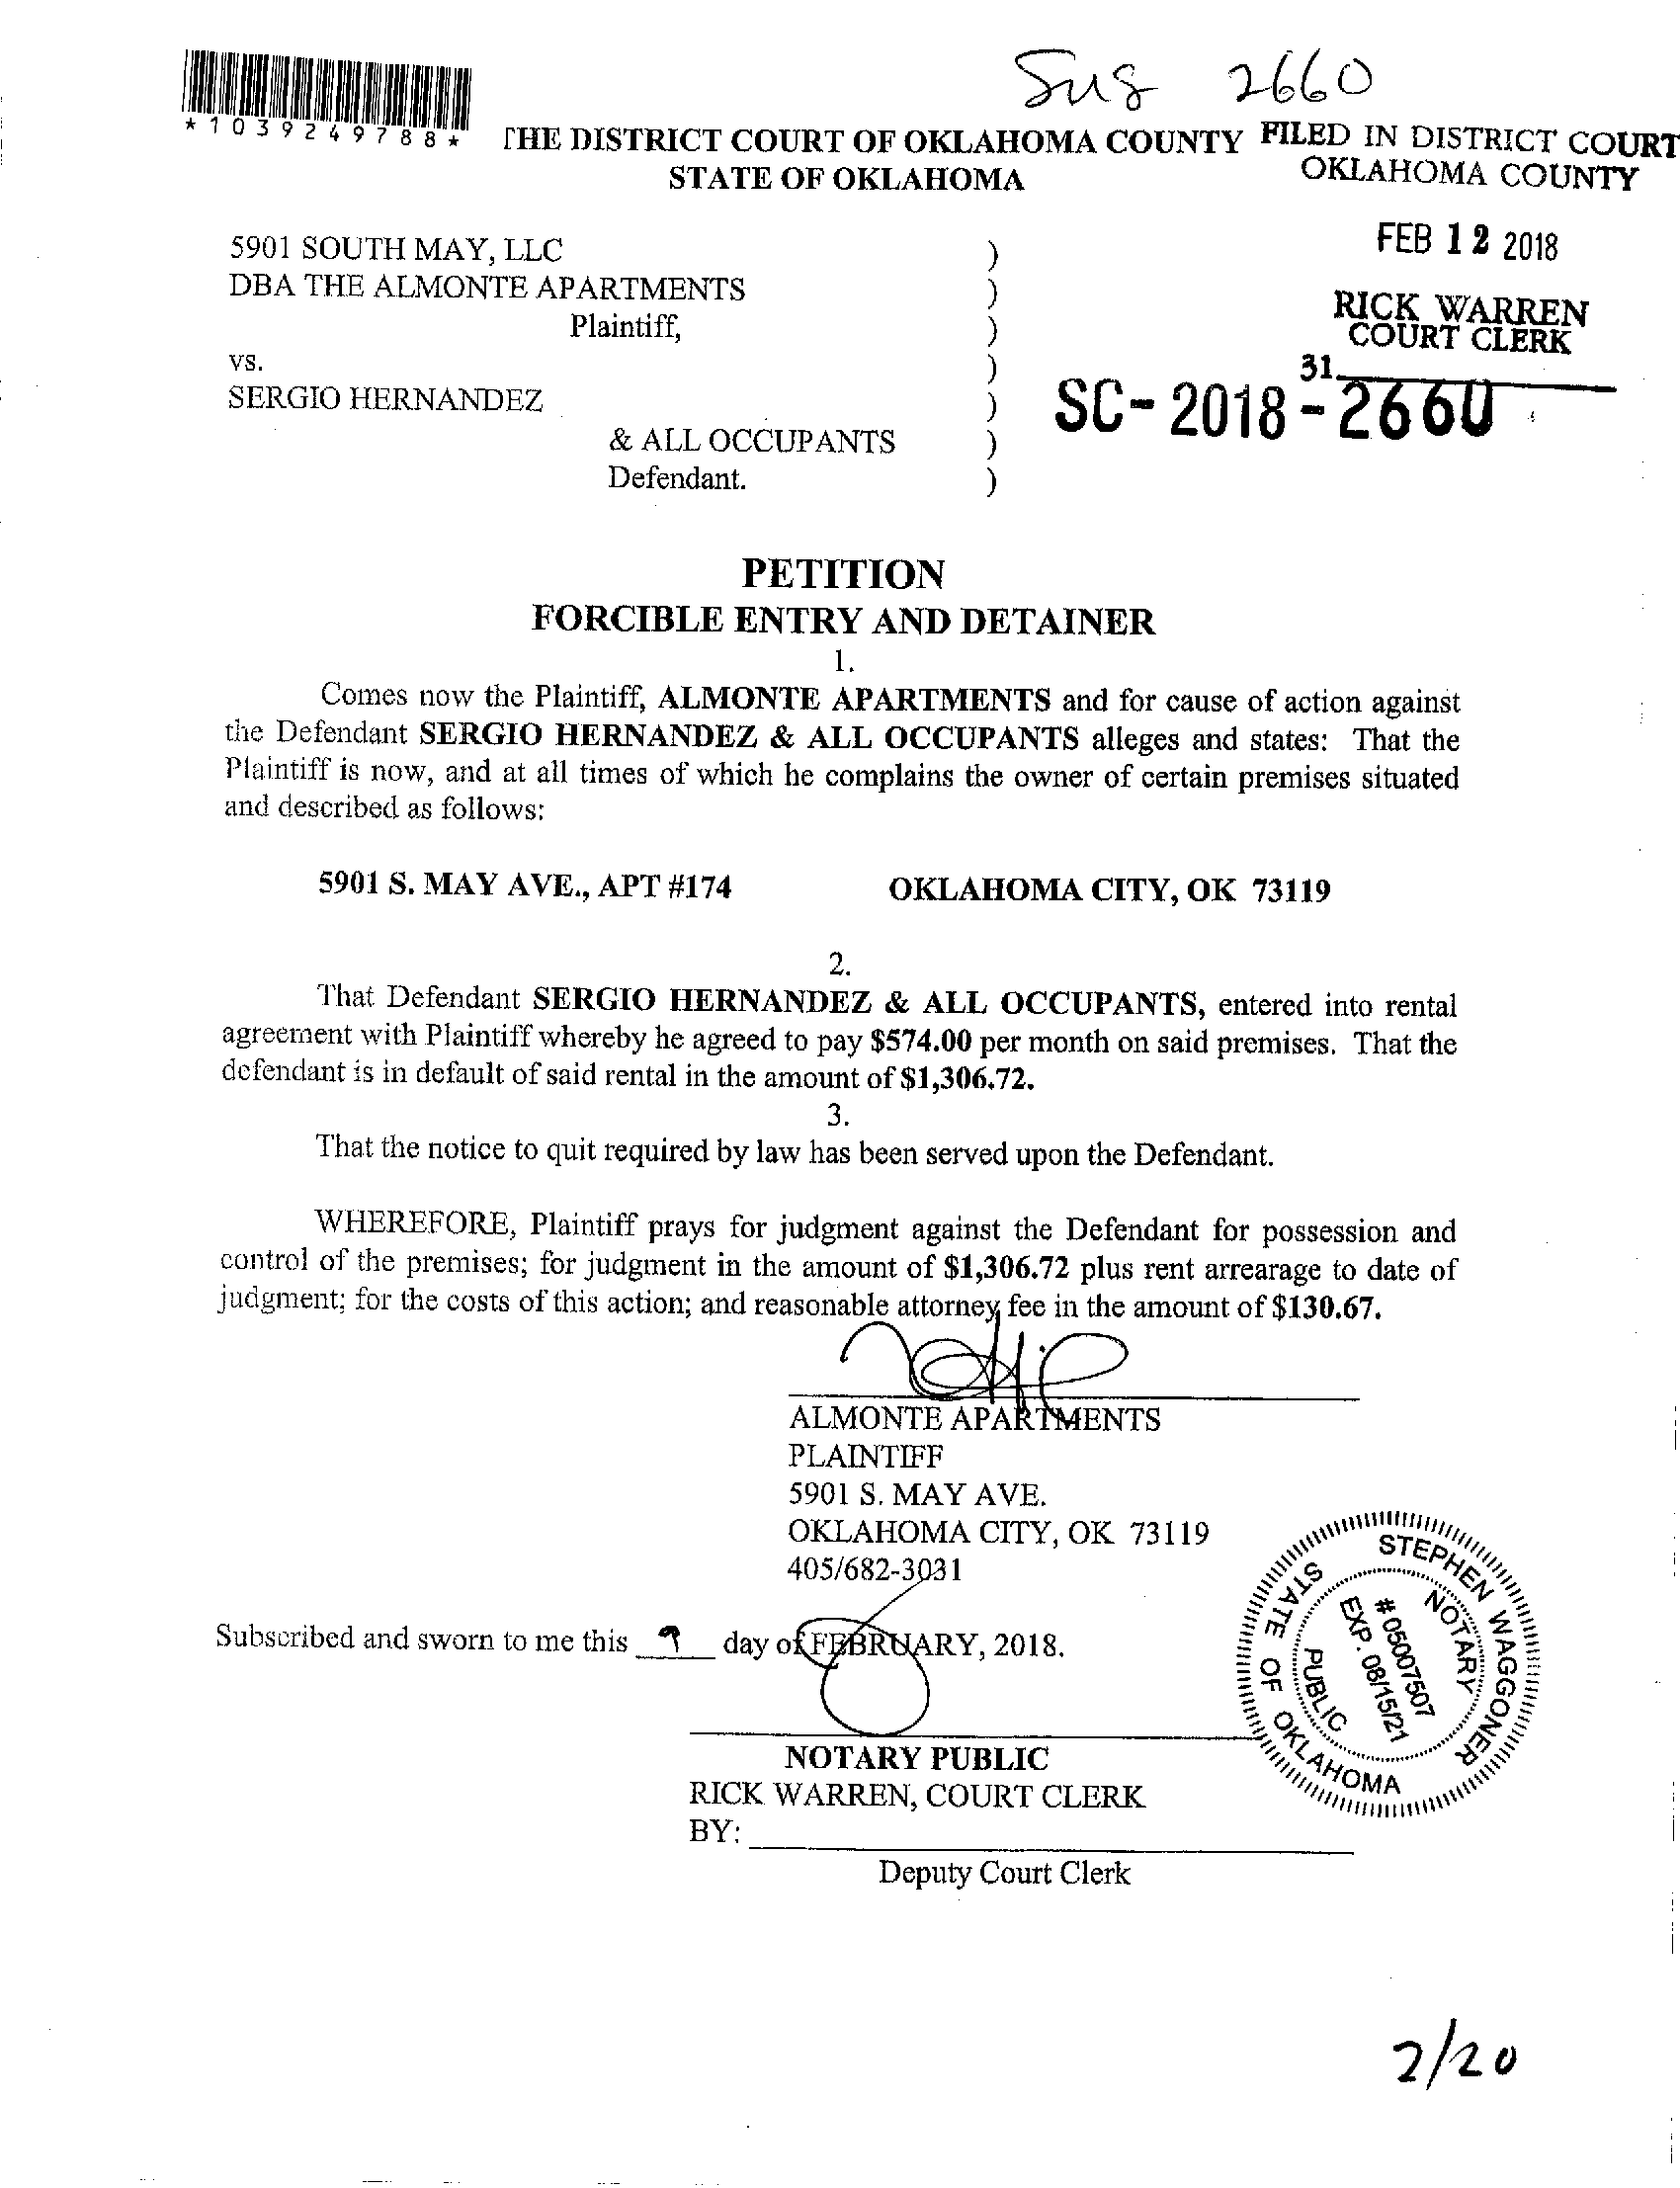 Sug 2660
*1039249788*
THE DISTRICT COURT OF OKLAHOMA COUNTY
STATE OF OKLAHOMA
FILED IN DISTRICT COURT
OKLAHOMA COUNTY
FEB 12 2018
RICK WARREN
COURT CLERK
31
SC-2018-2660
5901 SOUTH MAY, LLC )
DBA THE ALMONTE APARTMENTS )
Plaintiff, )
vs. )
SERGIO HERNANDEZ )
& ALL OCCUPANTS )
Defendant. )
PETITION
FORCIBLE ENTRY AND DETAINER
1.
Comes now the Plaintiff, ALMONTE APARTMENTS and for cause of action against
the Defendant SERGIO HERNANDEZ & ALL OCCUPANTS alleges and states: That the
Plaintiff is now, and at all times of which he complains the owner of certain premises situated
and described as follows:
5901 S. MAY AVE., APT #174 OKLAHOMA CITY, OK 73119
2.
That Defendant SERGIO HERNANDEZ & ALL OCCUPANTS, entered into rental
agreement with Plaintiff whereby he agreed to pay $574.00 per month on said premises. That the
defendant is in default of said rental in the amount of $1,306.72.
3.
That the notice to quit required by law has been served upon the Defendant.
WHEREFORE, Plaintiff prays for judgment against the Defendant for possession and
control of the premises; for judgment in the amount of $1,306.72 plus rent arrearage to date of
judgment; for the costs of this action; and reasonable attorney fee in the amount of $130.67.
ALMONTE APARTMENTS
PLAINTIFF
5901 S. MAY AVE.
OKLAHOMA CITY, OK 73119
405/682-3031
Subscribed and sworn to me this 9 day of FEBRUARY, 2018.
NOTARY PUBLIC
RICK WARREN, COURT CLERK
BY:
Deputy Court Clerk
STEPHEN WAGGONER
STATE OF OKLAHOMA
NOTARY
PUBLIC
# 05007507
EXP. 08/15/21
2/20